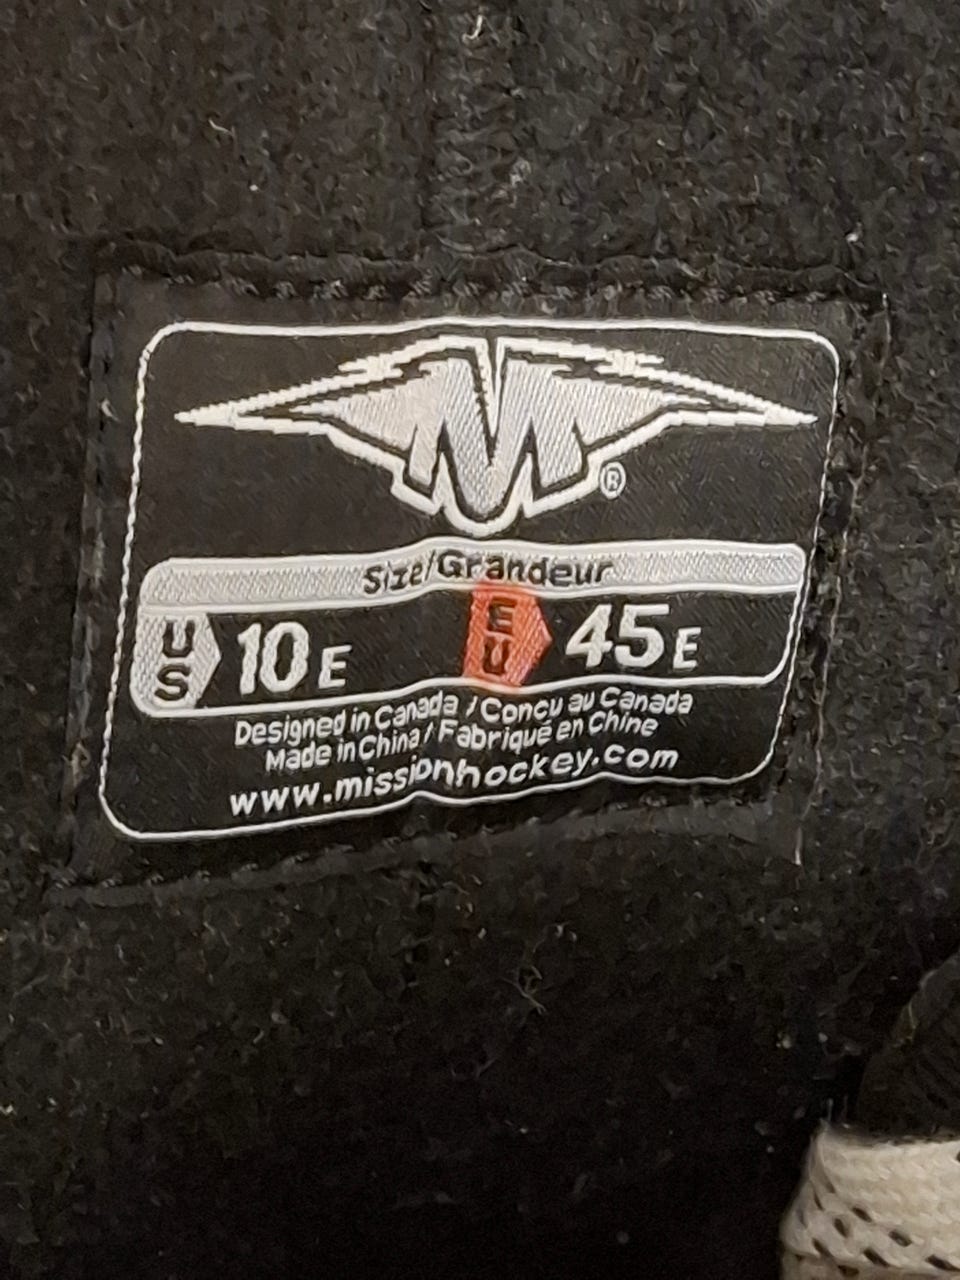 M®
Size/Grandeur
US 10 E EU 45 E
Designed in Canada / Concu au Canada
Made in China / Fabriqué en Chine
www.missionhockey.com